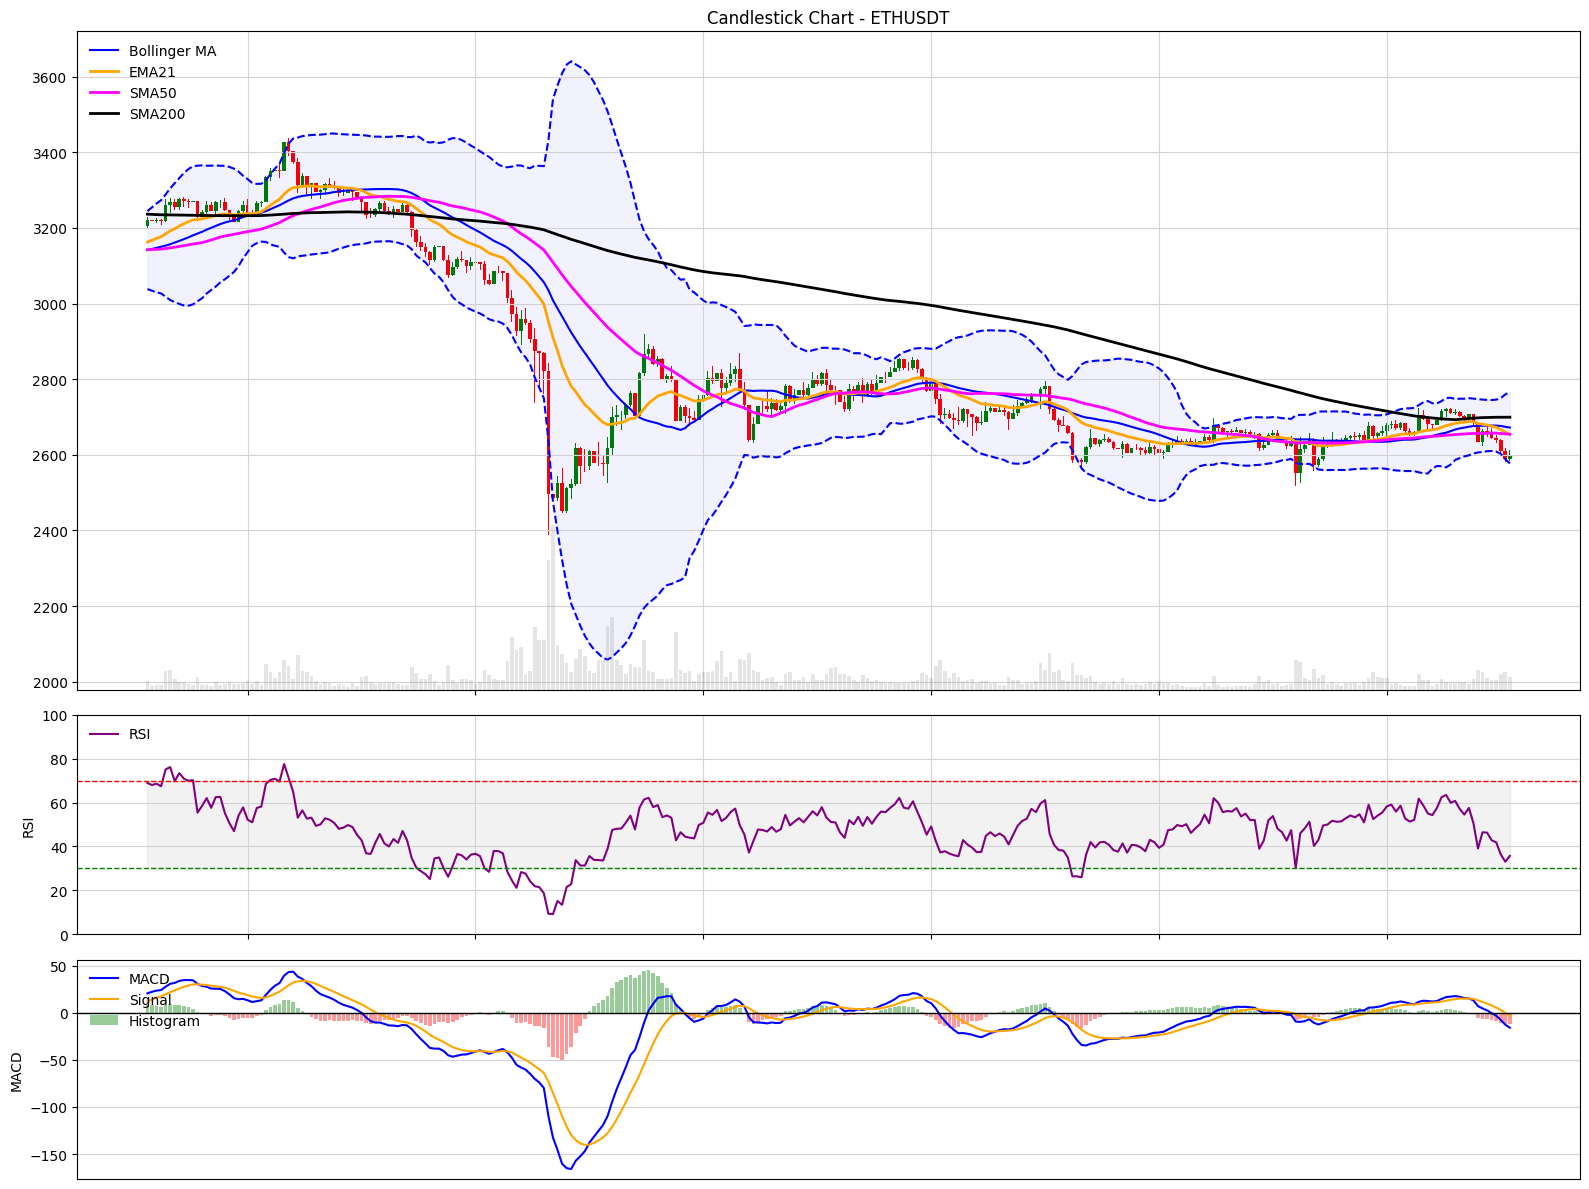 Candlestick Chart - ETHUSDT
Bollinger MA
EMA21
SMA50
SMA200
3600
3400
3200
3000
2800
2600
2400
2200
2000
RSI
100
80
60
40
20
0
RSI
MACD
Signal
Histogram
50
0
−50
−100
−150
MACD